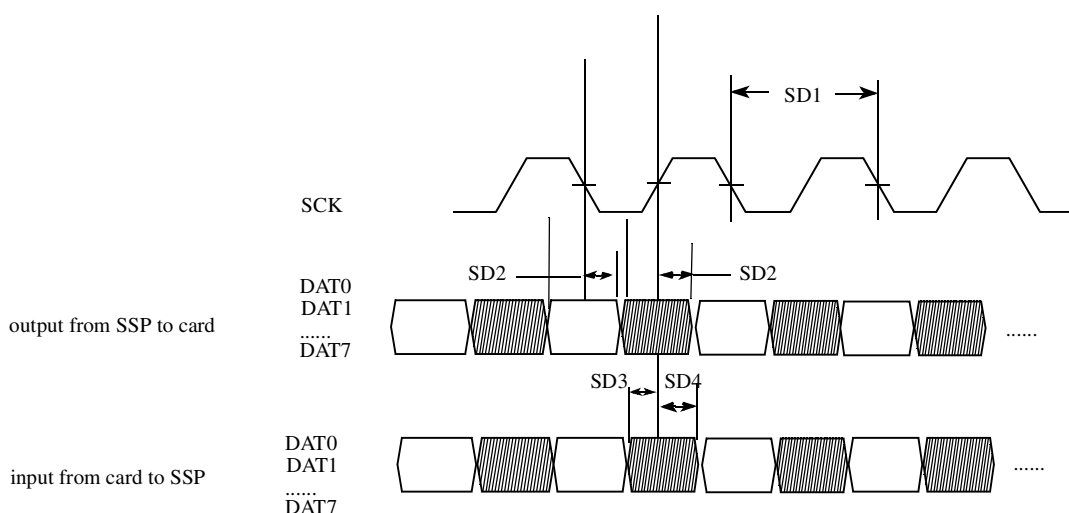 SD1
SCK
SD2
SD2
DAT0
DAT1
......
DAT7
output from SSP to card
......
SD3
SD4
DAT0
DAT1
......
DAT7
input from card to SSP
......